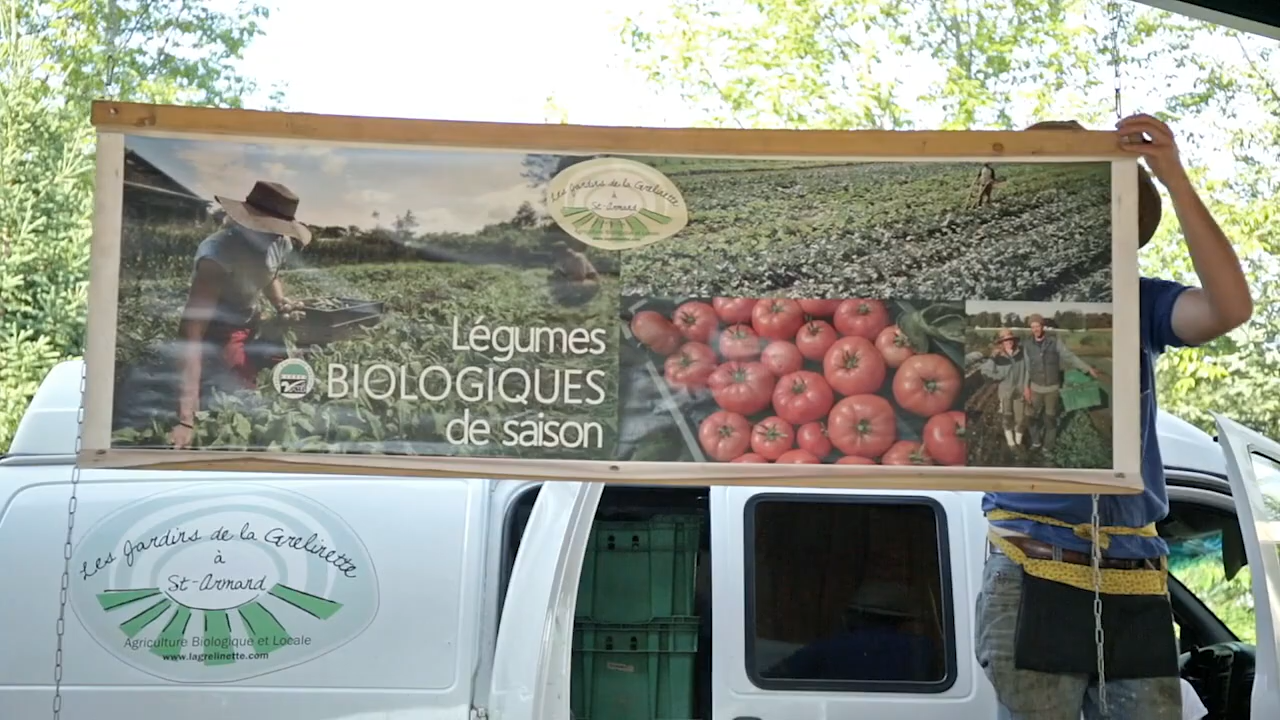 Les Jardins de la Grelinette
à
St-Armand
Légumes
BIOLOGIQUES
de saison
Les Jardins de la Grelinette
à
St-Armand
Agriculture Biologique et Locale
www.lagrelinette.com